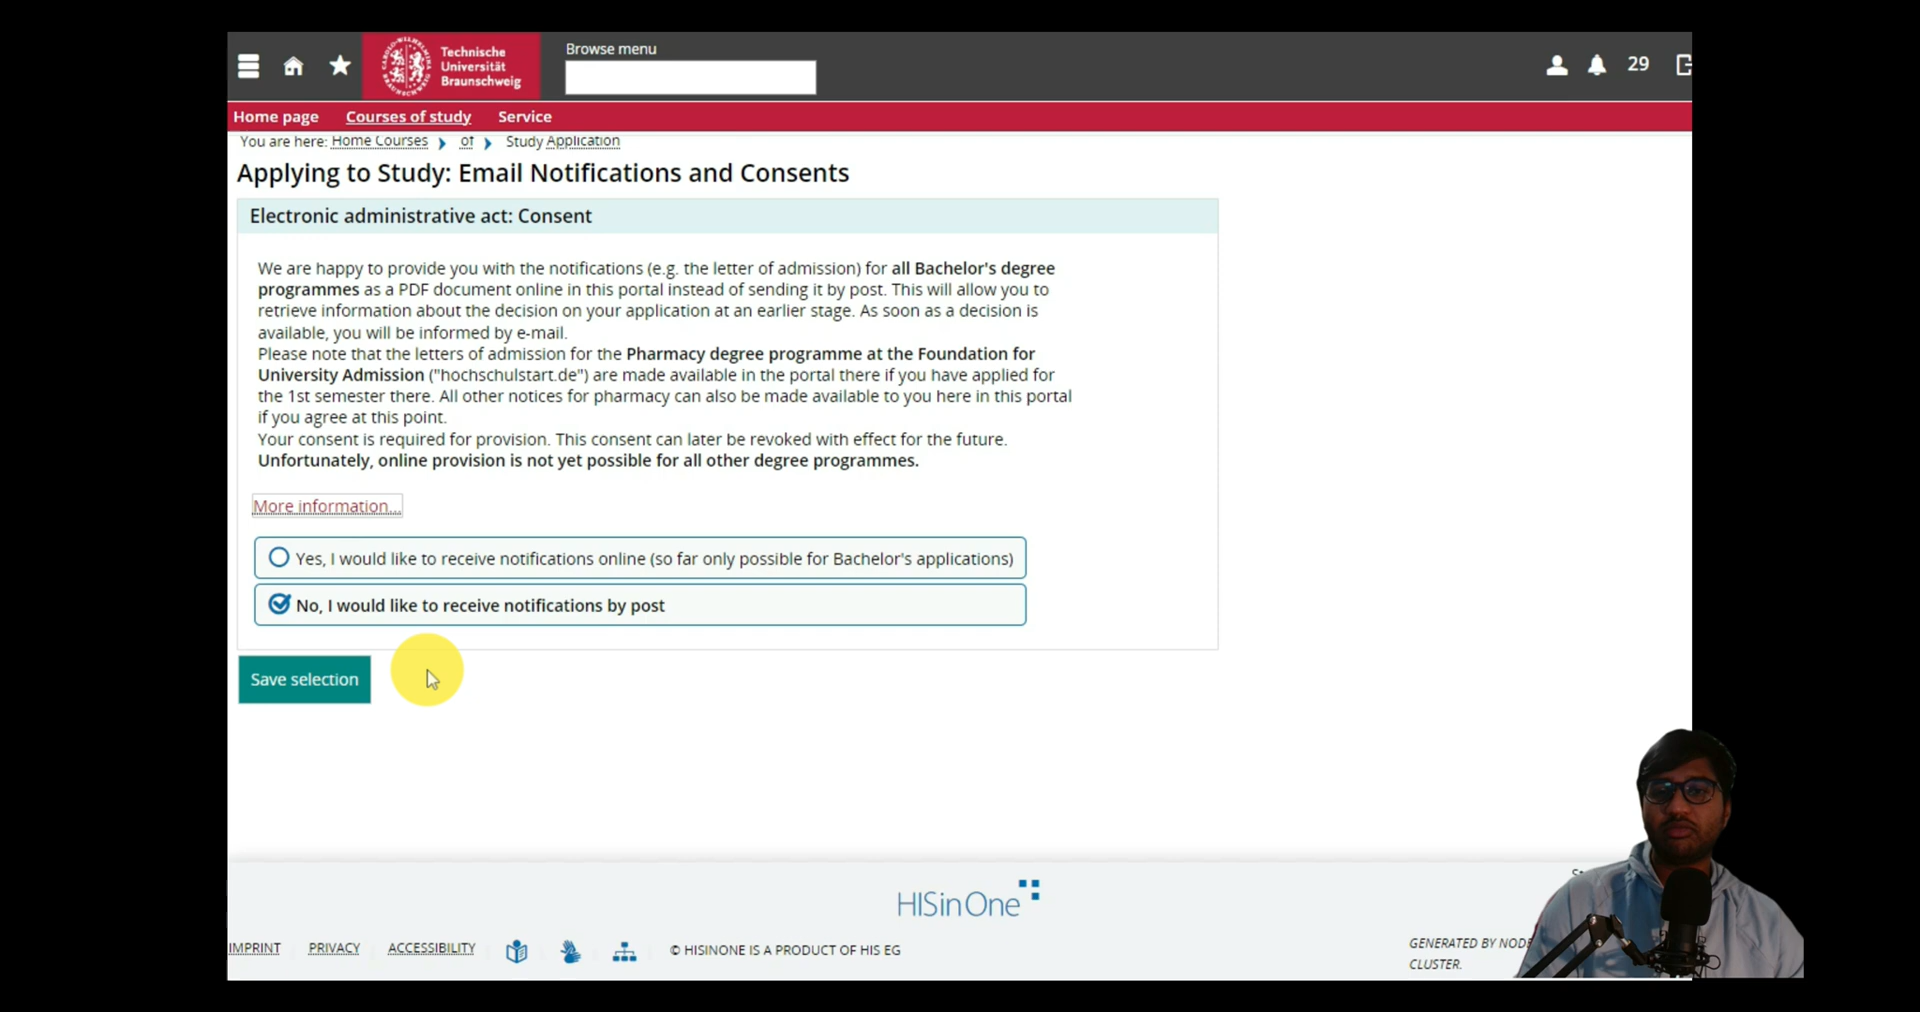 Technische
Universität
Braunschweig
Browse menu
29
Home page Courses of study Service
You are here: Home Courses of Study Application
Applying to Study: Email Notifications and Consents
Electronic administrative act: Consent
We are happy to provide you with the notifications (e.g. the letter of admission) for all Bachelor's degree
programmes as a PDF document online in this portal instead of sending it by post. This will allow you to
retrieve information about the decision on your application at an earlier stage. As soon as a decision is
available, you will be informed by e-mail.
Please note that the letters of admission for the Pharmacy degree programme at the Foundation for
University Admission ("hochschulstart.de") are made available in the portal there if you have applied for
the 1st semester there. All other notices for pharmacy can also be made available to you here in this portal
if you agree at this point.
Your consent is required for provision. This consent can later be revoked with effect for the future.
Unfortunately, online provision is not yet possible for all other degree programmes.
More information...
Yes, I would like to receive notifications online (so far only possible for Bachelor's applications)
No, I would like to receive notifications by post
Save selection
HISinOne
IMPRINT PRIVACY ACCESSIBILITY © HISINONE IS A PRODUCT OF HIS EG
GENERATED BY NODE
CLUSTER.